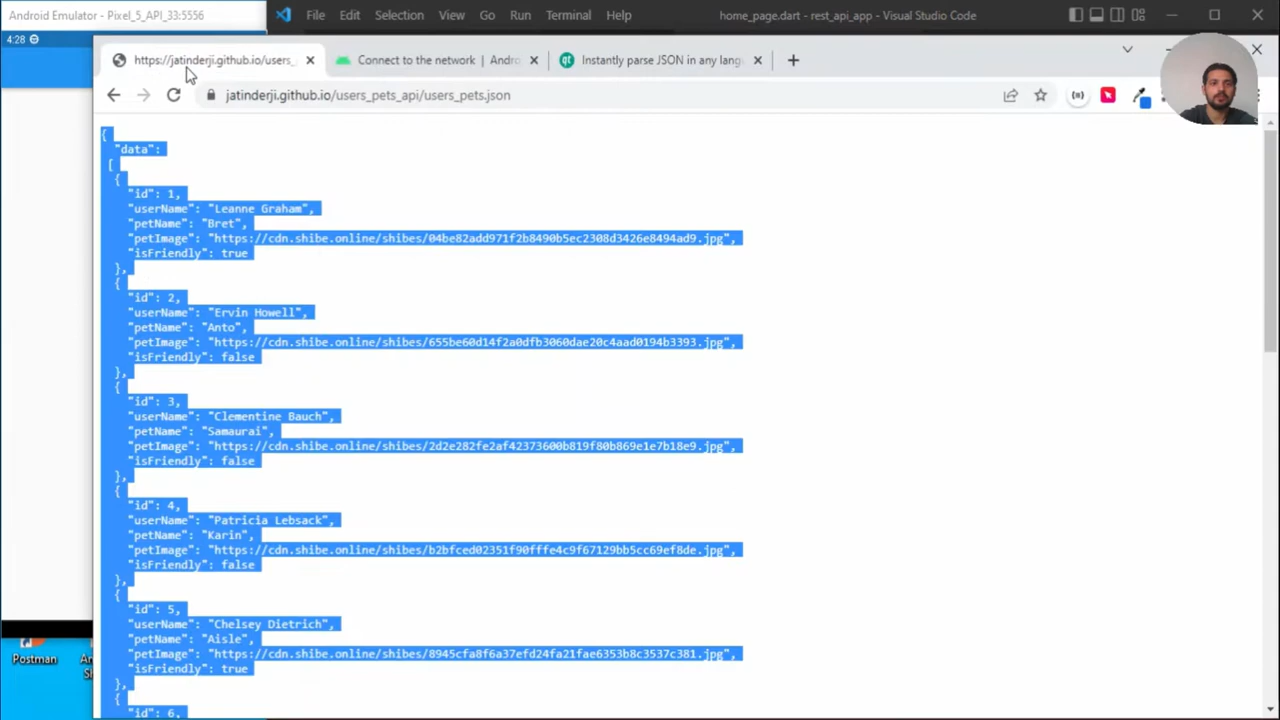 Android Emulator - Pixel_5_API_33:5556
File Edit Selection View Go Run Terminal Help
home_page.dart - rest_api_app - Visual Studio Code
4:28
https://jatinderji.github.io/users_
Connect to the network | Andro
Instantly parse JSON in any lang
jatinderji.github.io/users_pets_api/users_pets.json
{
"data":
[
{
"id": 1,
"userName": "Leanne Graham",
"petName": "Bret",
"petImage": "https://cdn.shibe.online/shibes/04be82add971f2b8490b5ec2308d3426e8494ad9.jpg",
"isFriendly": true
},
{
"id": 2,
"userName": "Ervin Howell",
"petName": "Anto",
"petImage": "https://cdn.shibe.online/shibes/655be60d14f2a0dfb3060dae20c4aad0194b3393.jpg",
"isFriendly": false
},
{
"id": 3,
"userName": "Clementine Bauch",
"petName": "Samaurai",
"petImage": "https://cdn.shibe.online/shibes/2d2e282fe2af42373600b819f80b869e1e7b18e9.jpg",
"isFriendly": false
},
{
"id": 4,
"userName": "Patricia Lebsack",
"petName": "Karin",
"petImage": "https://cdn.shibe.online/shibes/b2bfced02351f90fffe4c9f67129bb5cc69ef8de.jpg",
"isFriendly": false
},
{
"id": 5,
"userName": "Chelsey Dietrich",
"petName": "Aisle",
"petImage": "https://cdn.shibe.online/shibes/8945cfa8f6a37efd24fa21fae6353b8c3537c381.jpg",
"isFriendly": true
},
{
"id": 6,
Postman